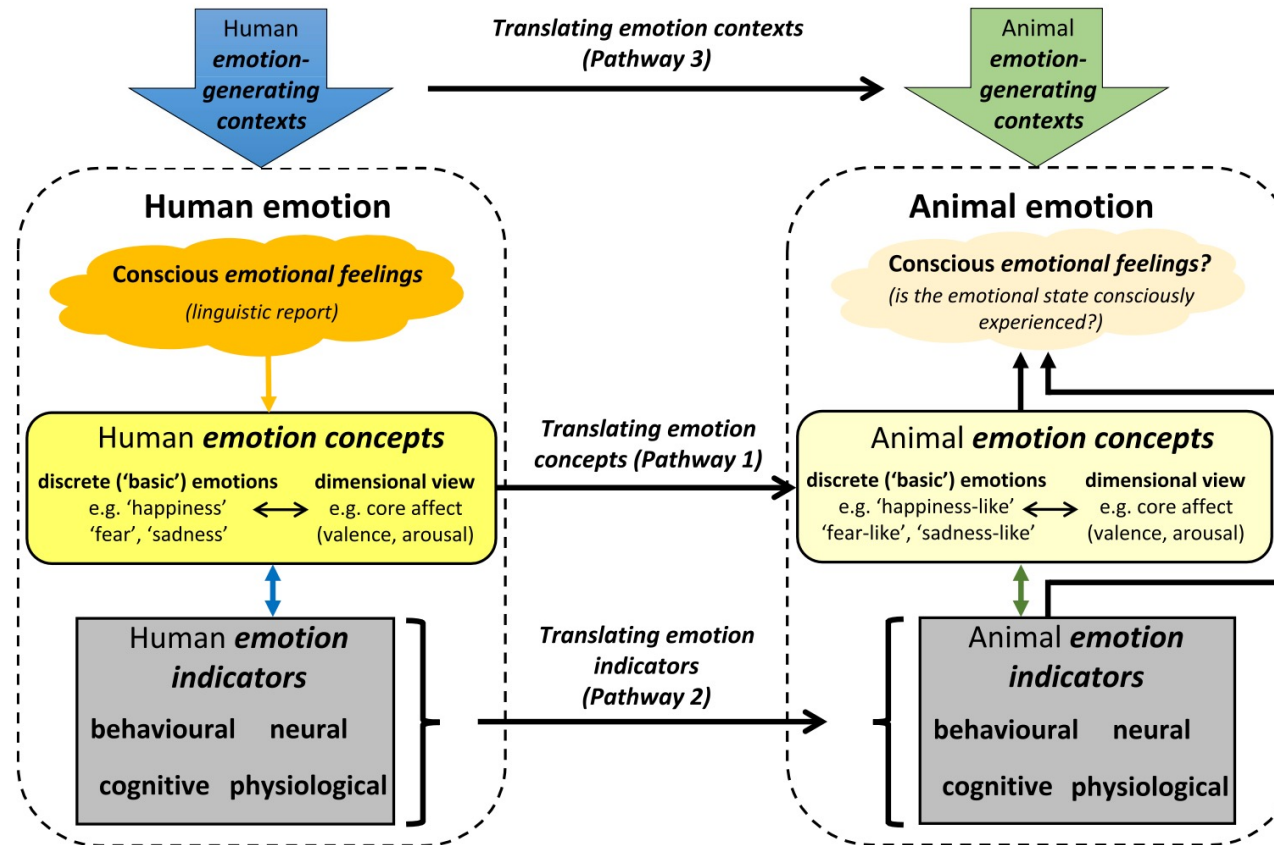 Human
emotion-
generating
contexts
Translating emotion contexts
(Pathway 3)
Animal
emotion-
generating
contexts
Human emotion
Conscious emotional feelings
(linguistic report)
Human emotion concepts
discrete (‘basic’) emotions
e.g. ‘happiness’
‘fear’, ‘sadness’
dimensional view
e.g. core affect
(valence, arousal)
Human emotion
indicators
behavioural neural
cognitive physiological
Translating emotion
concepts (Pathway 1)
Translating emotion
indicators
(Pathway 2)
Animal emotion
Conscious emotional feelings?
(is the emotional state consciously
experienced?)
Animal emotion concepts
discrete (‘basic’) emotions
e.g. ‘happiness-like’
‘fear-like’, ‘sadness-like’
dimensional view
e.g. core affect
(valence, arousal)
Animal emotion
indicators
behavioural neural
cognitive physiological